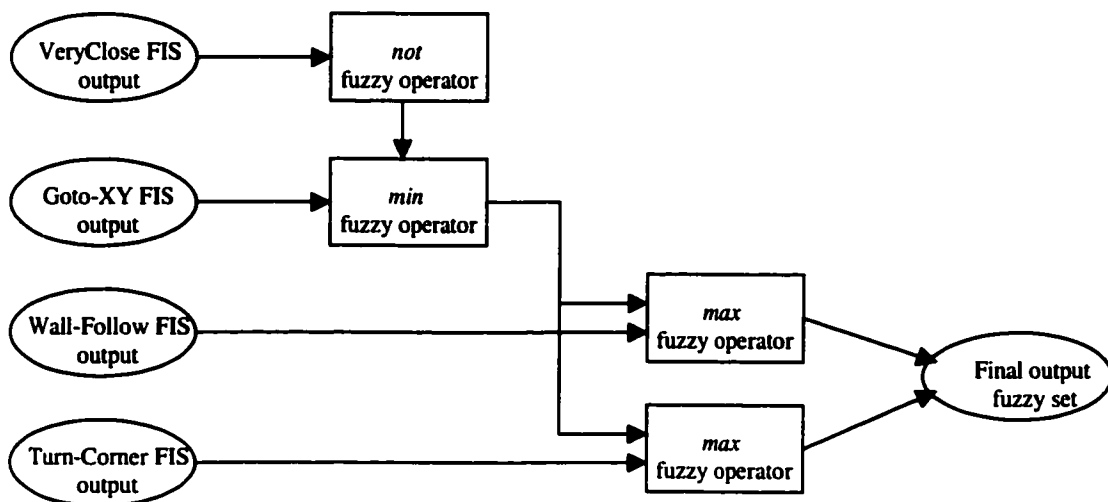 VeryClose FIS
output
not
fuzzy operator
Goto-XY FIS
output
min
fuzzy operator
Wall-Follow FIS
output
max
fuzzy operator
Final output
fuzzy set
Turn-Corner FIS
output
max
fuzzy operator